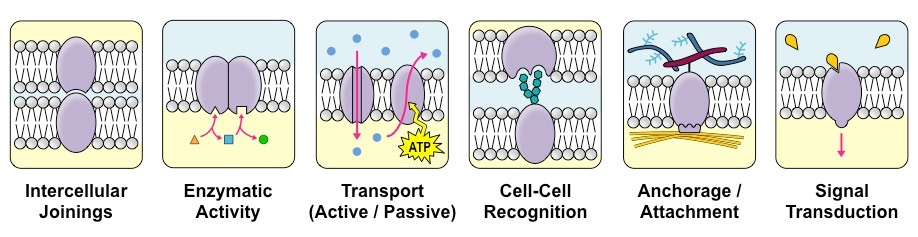 ATP
Intercellular
Joinings
Enzymatic
Activity
Transport
(Active / Passive)
Cell-Cell
Recognition
Anchorage /
Attachment
Signal
Transduction